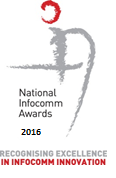 National
Infocomm
Awards
2016
RECOGNISING EXCELLENCE
IN INFOCOMM INNOVATION